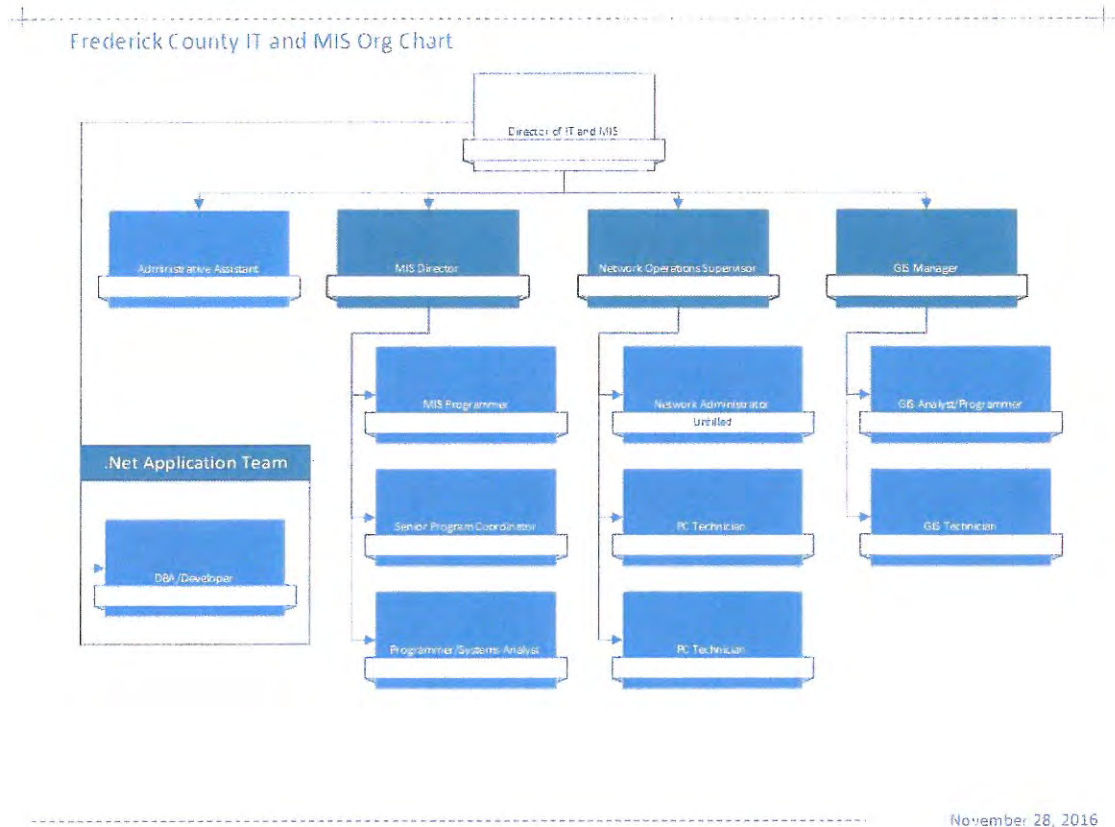 Frederick County IT and MIS Org Chart
Director of IT and MIS
Administrative Assistant
MIS Director
Network Operations Supervisor
GIS Manager
MIS Programmer
Network Administrator
Unfilled
GIS Analyst/Programmer
.Net Application Team
Senior Program Coordinator
PC Technician
GIS Technician
DBA/Developer
Programmer/Systems Analyst
PC Technician
November 28, 2016